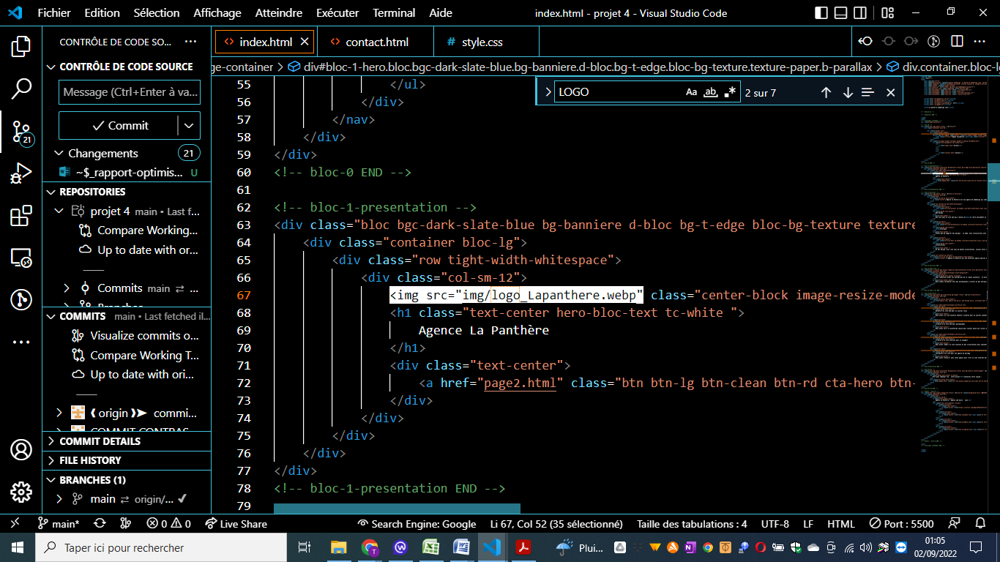 Fichier Edition Sélection Affichage Atteindre Exécuter Terminal Aide index.html - projet 4 - Visual Studio Code
CONTRÔLE DE CODE SO... ...
index.html contact.html # style.css
ge-container > div#bloc-1-hero.bloc.bgc-dark-slate-blue.bg-banniere.d-bloc.bg-t-edge.bloc-bg-texture.texture-paper.b-parallax > div.container.bloc-l
CONTRÔLE DE CODE SOURCE
Message (Ctrl+Enter à va...
Commit
Changements 21
~$_rapport-optimis... U
REPOSITORIES
projet 4 main • Last f...
Compare Working...
Up to date with or...
Commits main ⇄ ...
COMMITS main • Last fetched il...
Visualize commits o...
Compare Working T...
Up to date with ori...
❰ origin ❱➤ commi...
COMMIT CONTRAS
COMMIT DETAILS
FILE HISTORY
BRANCHES (1)
main ⇄ origin/... ✓
21
LOGO Aa ab .* 2 sur 7
55 </ul>
56 </div>
57 </nav>
58 </div>
59 </div>
60 <!-- bloc-0 END -->
61
62 <!-- bloc-1-presentation -->
63 <div class="bloc bgc-dark-slate-blue bg-banniere d-bloc bg-t-edge bloc-bg-texture texture
64 <div class="container bloc-lg">
65 <div class="row tight-width-whitespace">
66 <div class="col-sm-12">
67 <img src="img/logo_Lapanthere.webp" class="center-block image-resize-mode
68 <h1 class="text-center hero-bloc-text tc-white ">
69 Agence La Panthère
70 </h1>
71 <div class="text-center">
72 <a href="page2.html" class="btn btn-lg btn-clean btn-rd cta-hero btn-
73 </div>
74 </div>
75 </div>
76 </div>
77 </div>
78 <!-- bloc-1-presentation END -->
79
main* 0 0 Live Share Search Engine: Google Li 67, Col 52 (35 sélectionné) Taille des tabulations : 4 UTF-8 LF HTML Port : 5500
Taper ici pour rechercher Plui... 01:05
02/09/2022